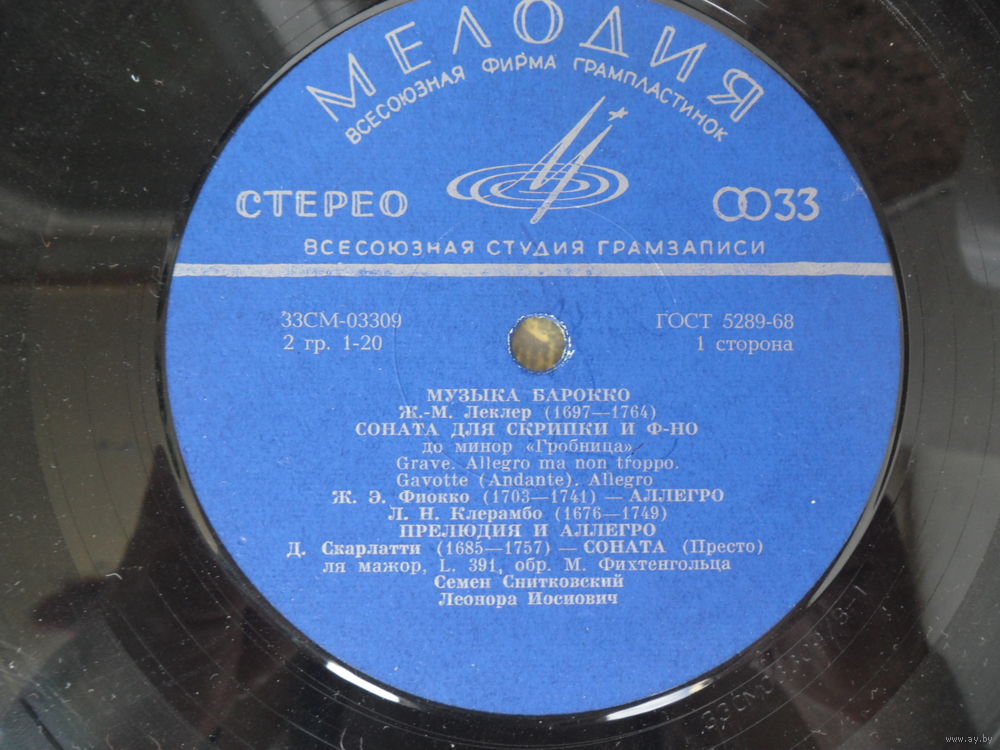 МЕЛОДИЯ
ВСЕСОЮЗНАЯ ФИРМА ГРАМПЛАСТИНОК
СТЕРЕО
33
ВСЕСОЮЗНАЯ СТУДИЯ ГРАМЗАПИСИ
33СМ-03309 ГОСТ 5289-68
2 гр. 1-20 1 сторона
МУЗЫКА БАРОККО
Ж.-М. Леклер (1697—1764)
СОНАТА ДЛЯ СКРИПКИ И Ф-НО
до минор «Гробница»
Grave. Allegro ma non troppo.
Gavotte (Andante). Allegro
Ж. Э. Фиокко (1703—1741) — АЛЛЕГРО
Л. Н. Клерамбо (1676—1749)
ПРЕЛЮДИЯ И АЛЛЕГРО
Д. Скарлатти (1685—1757) — СОНАТА (Престо)
ля мажор, L. 391, обр. М. Фихтенгольца
Семен Снитковский
Леонора Иосиович
www.ay.by